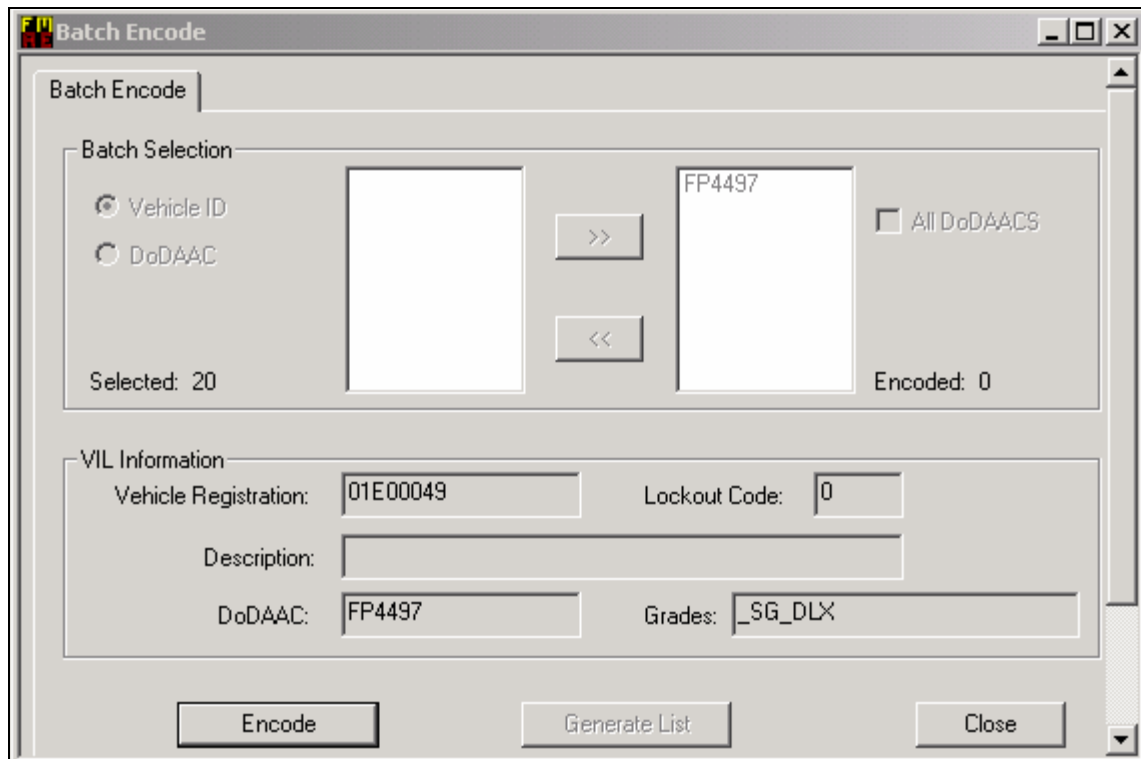 Batch Encode
Batch Encode
Batch Selection
Vehicle ID
DoDAAC
Selected: 20
>>
<<
FP4497
All DoDAACS
Encoded: 0
VIL Information
Vehicle Registration: 01E00049 Lockout Code: 0
Description:
DoDAAC: FP4497 Grades: _SG_DLX
Encode Generate List Close